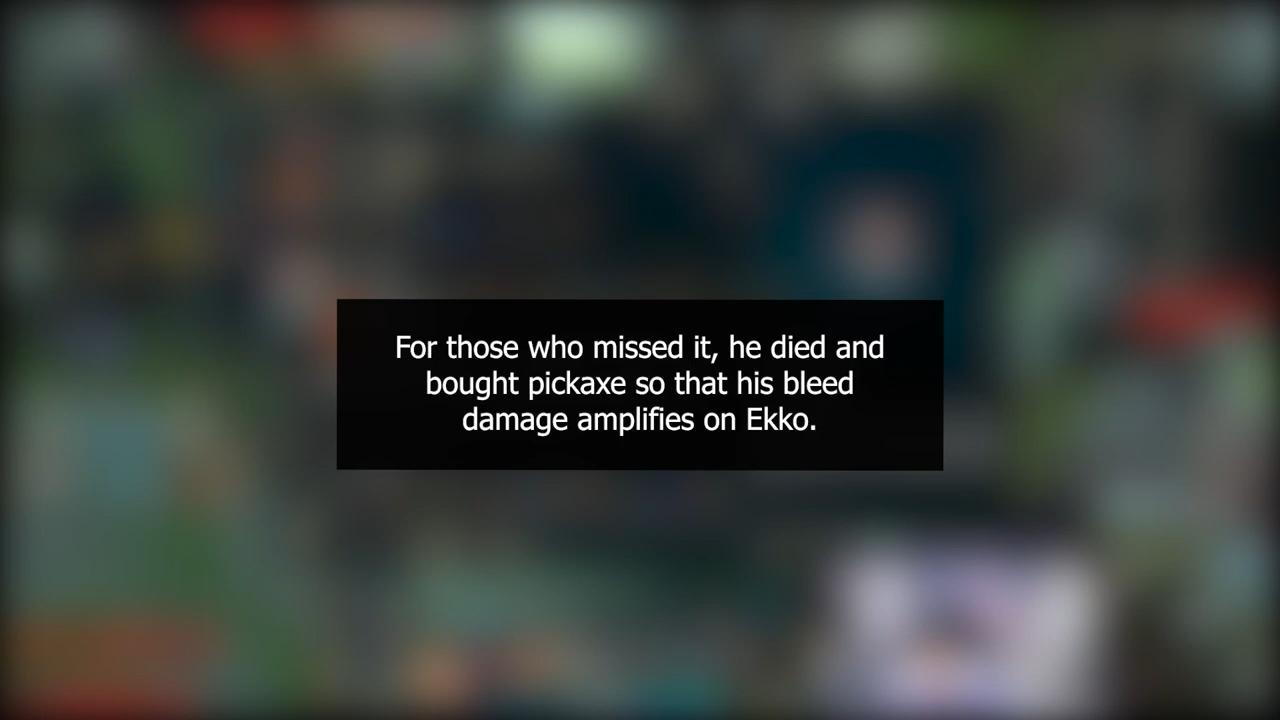 For those who missed it, he died and
bought pickaxe so that his bleed
damage amplifies on Ekko.